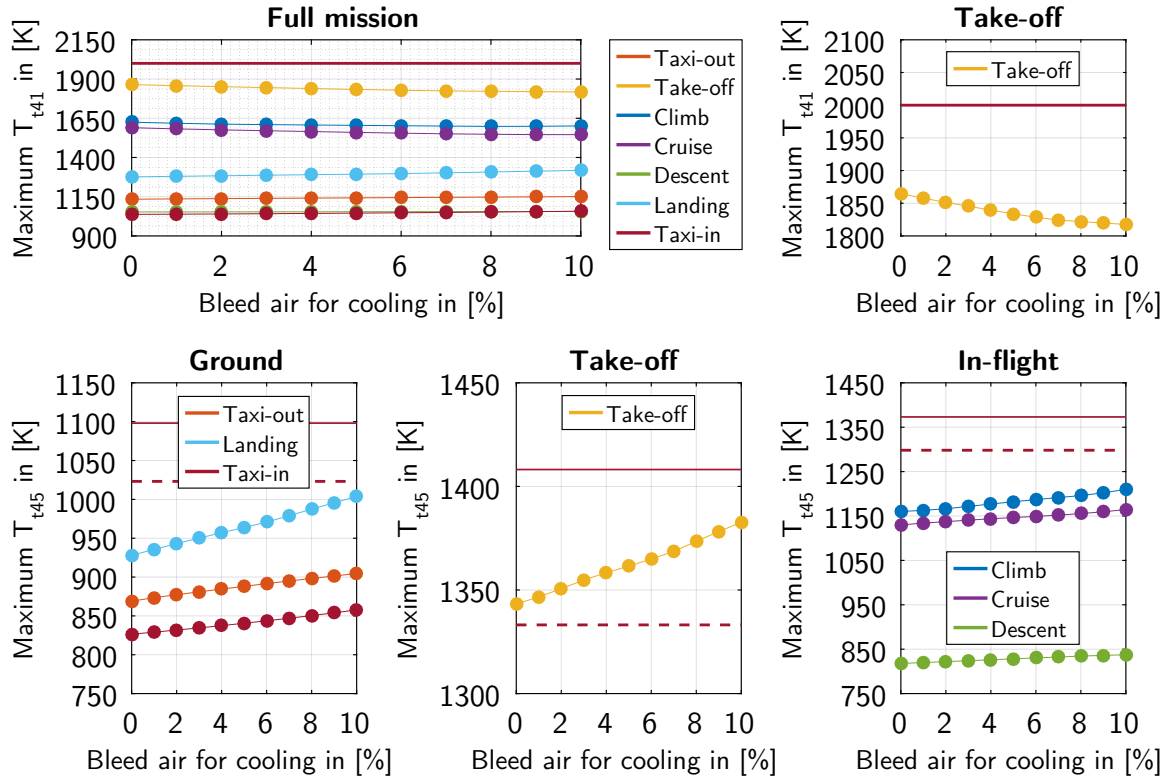 Full mission
Maximum T_t41 in [K]
2150
1900
1650
1400
1150
900
0 2 4 6 8 10
Bleed air for cooling in [%]
Taxi-out
Take-off
Climb
Cruise
Descent
Landing
Taxi-in
Take-off
Maximum T_t41 in [K]
2100
2050
2000
1950
1900
1850
1800
Take-off
0 2 4 6 8 10
Bleed air for cooling in [%]
Ground
Maximum T_t45 in [K]
1150
1100
1050
1000
950
900
850
800
750
Taxi-out
Landing
Taxi-in
0 2 4 6 8 10
Bleed air for cooling in [%]
Take-off
Maximum T_t45 in [K]
1450
1400
1350
1300
Take-off
0 2 4 6 8 10
Bleed air for cooling in [%]
In-flight
Maximum T_t45 in [K]
1450
1350
1250
1150
1050
950
850
750
Climb
Cruise
Descent
0 2 4 6 8 10
Bleed air for cooling in [%]